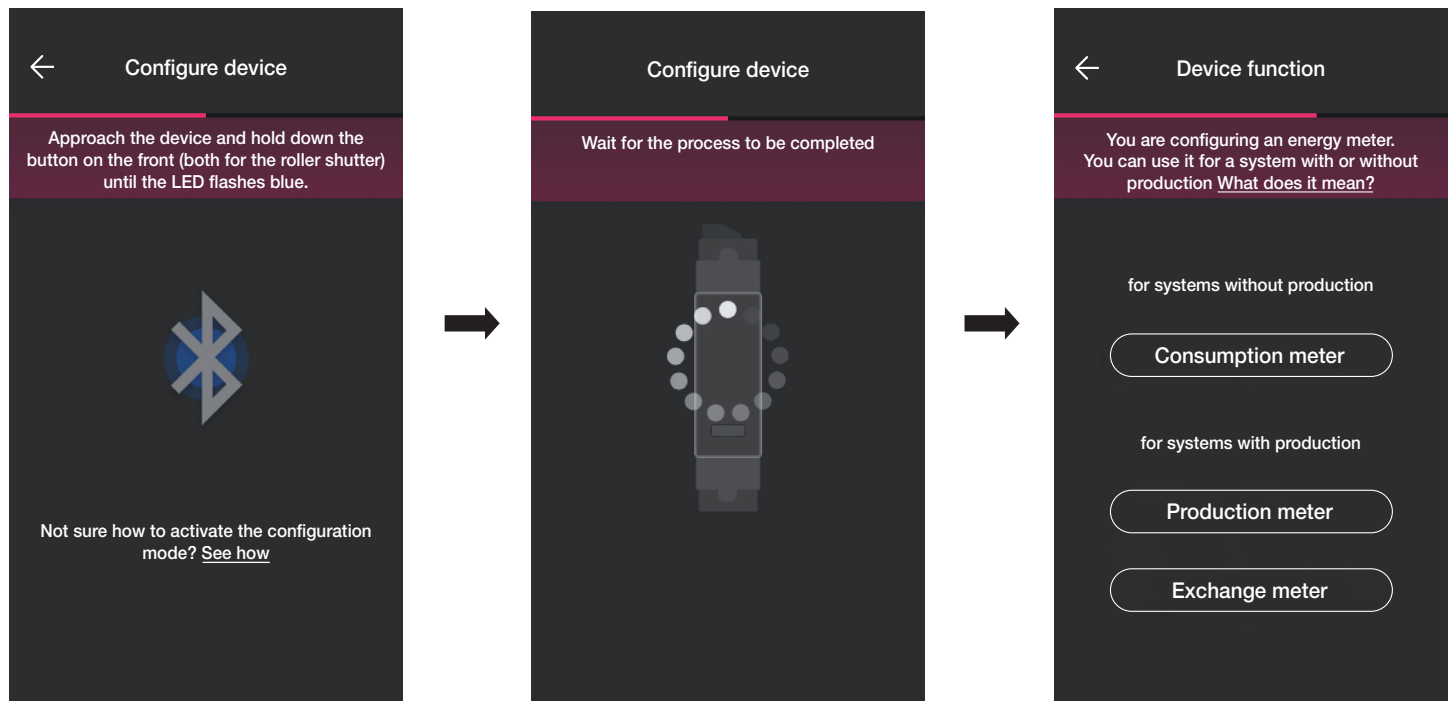 Configure device
Approach the device and hold down the
button on the front (both for the roller shutter)
until the LED flashes blue.
Not sure how to activate the configuration
mode? See how
Configure device
Wait for the process to be completed
Device function
You are configuring an energy meter.
You can use it for a system with or without
production What does it mean?
for systems without production
Consumption meter
for systems with production
Production meter
Exchange meter